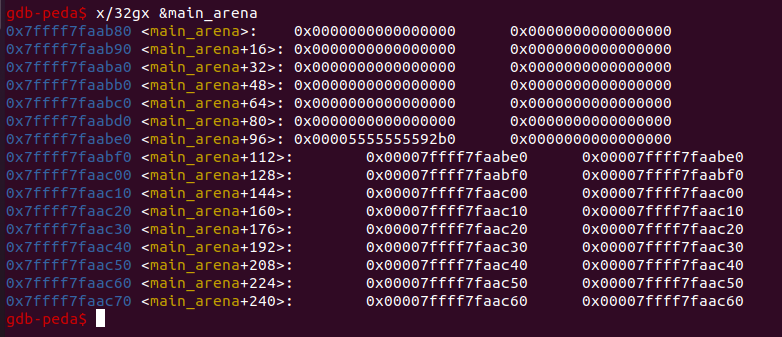 gdb-peda$ x/32gx &main_arena
0x7ffff7faab80 <main_arena>: 0x0000000000000000 0x0000000000000000
0x7ffff7faab90 <main_arena+16>: 0x0000000000000000 0x0000000000000000
0x7ffff7faaba0 <main_arena+32>: 0x0000000000000000 0x0000000000000000
0x7ffff7faabb0 <main_arena+48>: 0x0000000000000000 0x0000000000000000
0x7ffff7faabc0 <main_arena+64>: 0x0000000000000000 0x0000000000000000
0x7ffff7faabd0 <main_arena+80>: 0x0000000000000000 0x0000000000000000
0x7ffff7faabe0 <main_arena+96>: 0x00005555555592b0 0x0000000000000000
0x7ffff7faabf0 <main_arena+112>: 0x00007ffff7faabe0 0x00007ffff7faabe0
0x7ffff7faac00 <main_arena+128>: 0x00007ffff7faabf0 0x00007ffff7faabf0
0x7ffff7faac10 <main_arena+144>: 0x00007ffff7faac00 0x00007ffff7faac00
0x7ffff7faac20 <main_arena+160>: 0x00007ffff7faac10 0x00007ffff7faac10
0x7ffff7faac30 <main_arena+176>: 0x00007ffff7faac20 0x00007ffff7faac20
0x7ffff7faac40 <main_arena+192>: 0x00007ffff7faac30 0x00007ffff7faac30
0x7ffff7faac50 <main_arena+208>: 0x00007ffff7faac40 0x00007ffff7faac40
0x7ffff7faac60 <main_arena+224>: 0x00007ffff7faac50 0x00007ffff7faac50
0x7ffff7faac70 <main_arena+240>: 0x00007ffff7faac60 0x00007ffff7faac60
gdb-peda$